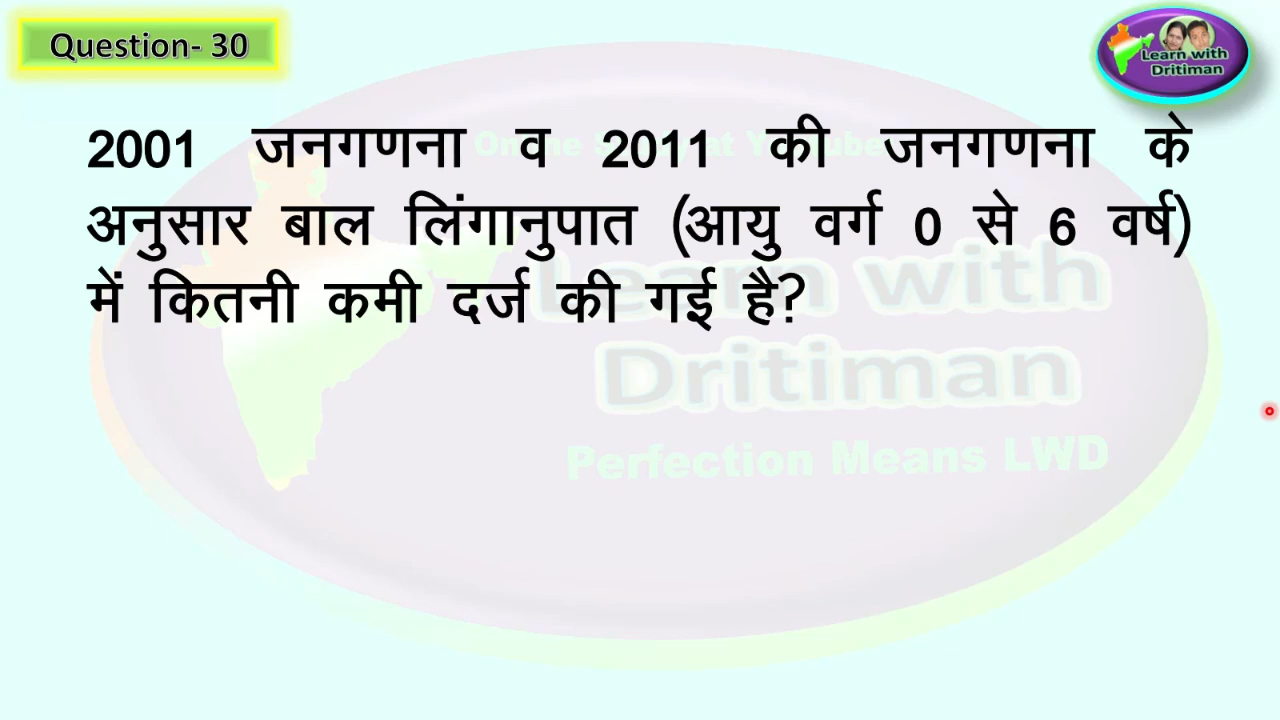 Question- 30
Learn with
Dritiman
2001 जनगणना व 2011 की जनगणना के
अनुसार बाल लिंगानुपात (आयु वर्ग 0 से 6 वर्ष)
में कितनी कमी दर्ज की गई है?
Learn with
Dritiman
Perfection Means LWD